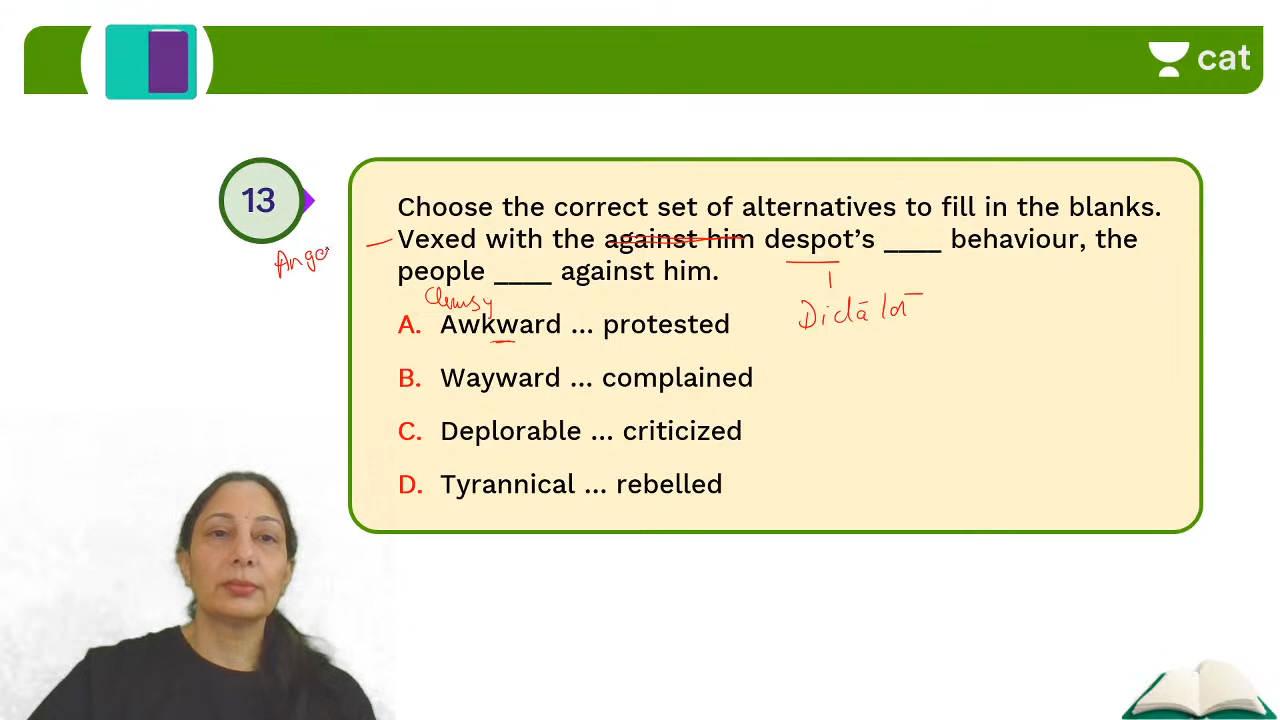 cat
13
Choose the correct set of alternatives to fill in the blanks.
Vexed with the against him despot's ____ behaviour, the
people ____ against him.
Ange
Clumsy
Dictator
A. Awkward ... protested
B. Wayward ... complained
C. Deplorable ... criticized
D. Tyrannical ... rebelled